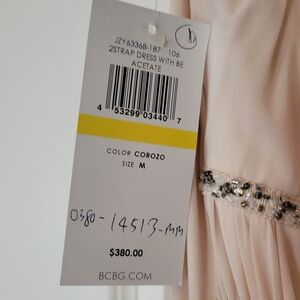 JZY63368-187 106
2STRAP DRESS WITH BE
ACETATE
4 53299 03440 7
COLOR COROZO
SIZE M
0380-14513-MM
$380.00
BCBG.COM